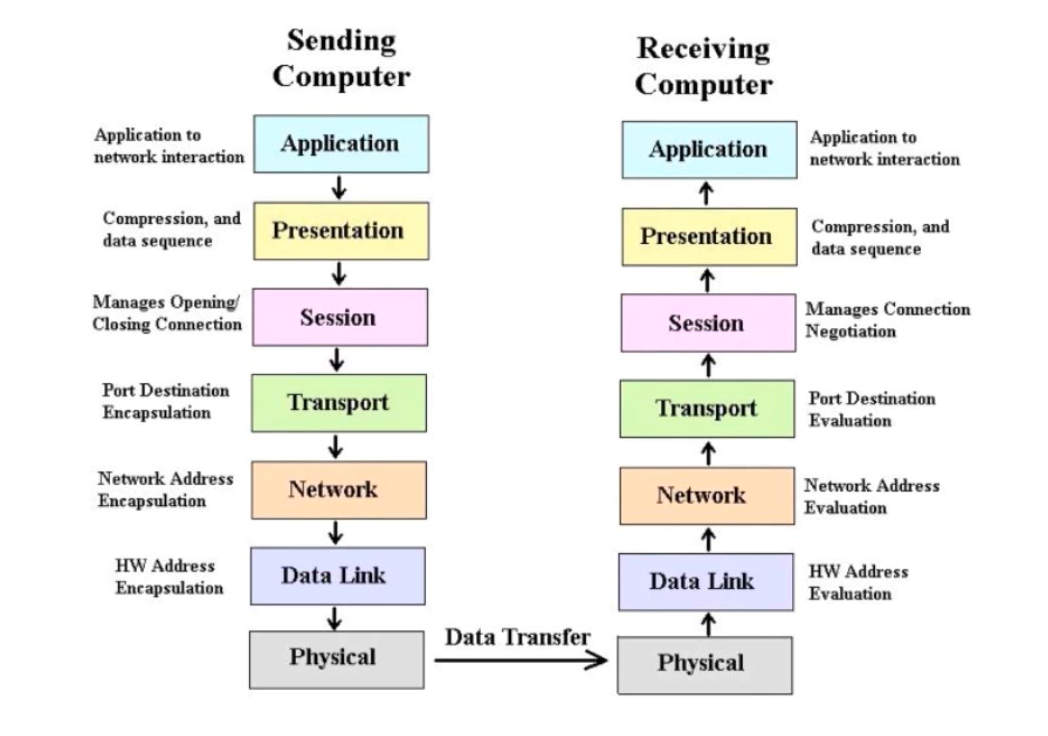 Sending
Computer
Application to
network interaction
Application
Compression, and
data sequence
Presentation
Manages Opening/
Closing Connection
Session
Port Destination
Encapsulation
Transport
Network Address
Encapsulation
Network
HW Address
Encapsulation
Data Link
Physical
Data Transfer
Receiving
Computer
Application
Application to
network interaction
Presentation
Compression, and
data sequence
Session
Manages Connection
Negotiation
Transport
Port Destination
Evaluation
Network
Network Address
Evaluation
Data Link
HW Address
Evaluation
Physical